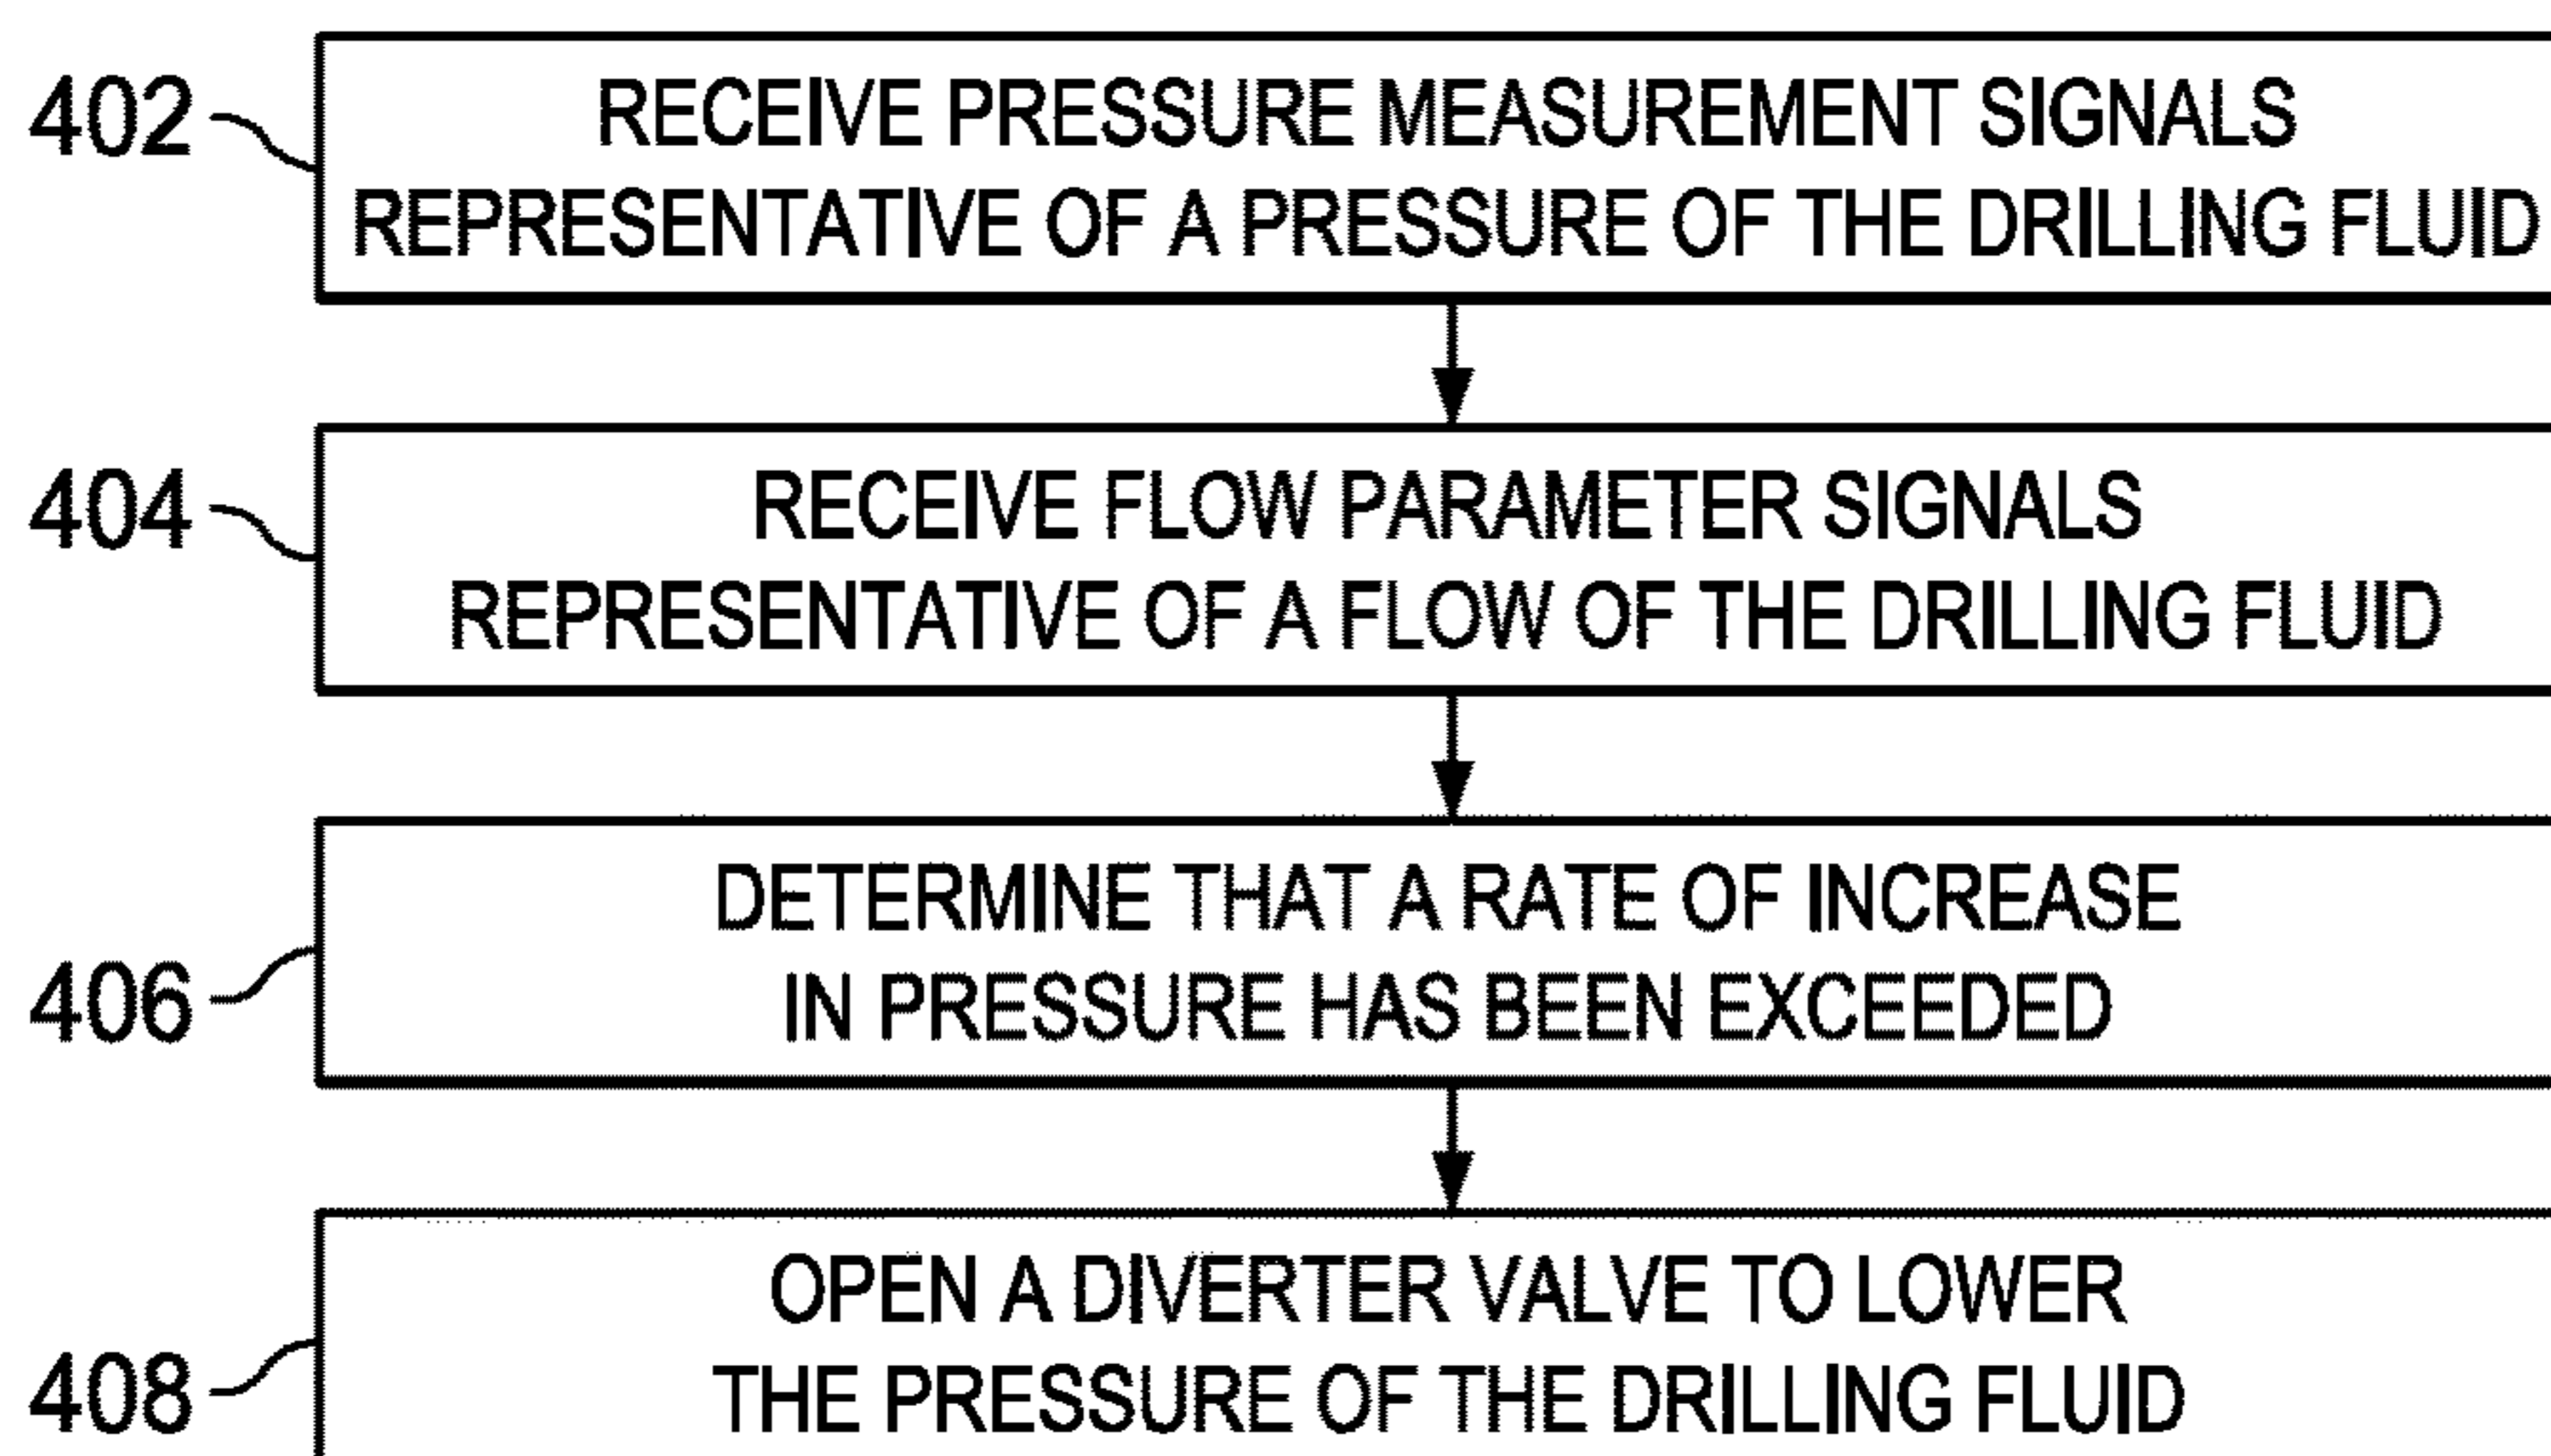 402
RECEIVE PRESSURE MEASUREMENT SIGNALS
REPRESENTATIVE OF A PRESSURE OF THE DRILLING FLUID
404
RECEIVE FLOW PARAMETER SIGNALS
REPRESENTATIVE OF A FLOW OF THE DRILLING FLUID
406
DETERMINE THAT A RATE OF INCREASE
IN PRESSURE HAS BEEN EXCEEDED
408
OPEN A DIVERTER VALVE TO LOWER
THE PRESSURE OF THE DRILLING FLUID